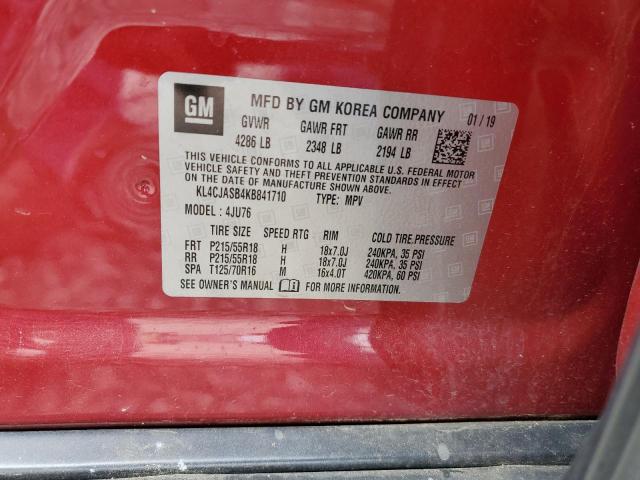 GM
MFD BY GM KOREA COMPANY 01/19
GVWR GAWR FRT GAWR RR
4286 LB 2348 LB 2194 LB
THIS VEHICLE CONFORMS TO ALL APPLICABLE U.S. FEDERAL MOTOR
VEHICLE SAFETY AND THEFT PREVENTION STANDARDS IN EFFECT
ON THE DATE OF MANUFACTURE SHOWN ABOVE.
KL4CJASB4KB841710 TYPE: MPV
MODEL: 4JU76
TIRE SIZE SPEED RTG RIM COLD TIRE PRESSURE
FRT P215/55R18 H 18x7.0J 240KPA, 35 PSI
RR P215/55R18 H 18x7.0J 240KPA, 35 PSI
SPA T125/70R16 M 16x4.0T 420KPA, 60 PSI
SEE OWNER'S MANUAL FOR MORE INFORMATION.